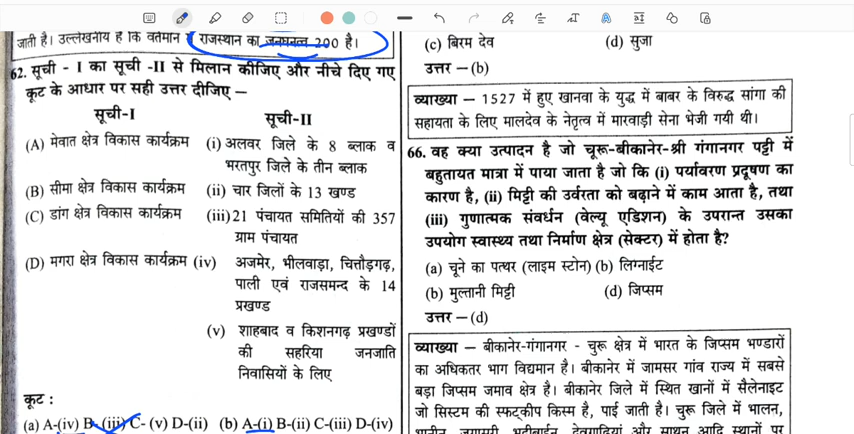 जाती है। उल्लेखनीय है कि वर्तमान में राजस्थान का जनघनत्व 200 है।
62. सूची - I का सूची -II से मिलान कीजिए और नीचे दिए गए
कूट के आधार पर सही उत्तर दीजिए –
सूची-I सूची-II
(A) मेवात क्षेत्र विकास कार्यक्रम (i) अलवर जिले के 8 ब्लाक व
भरतपुर जिले के तीन ब्लाक
(B) सीमा क्षेत्र विकास कार्यक्रम (ii) चार जिलों के 13 खण्ड
(C) डांग क्षेत्र विकास कार्यक्रम (iii) 21 पंचायत समितियों की 357
ग्राम पंचायत
(D) मगरा क्षेत्र विकास कार्यक्रम (iv) अजमेर, भीलवाड़ा, चित्तौड़गढ़,
पाली एवं राजसमन्द के 14
प्रखण्ड
(v) शाहबाद व किशनगढ़ प्रखण्डों
की सहरिया जनजाति
निवासियों के लिए
कूट :
(a) A-(iv) B-(iii) C- (v) D-(ii) (b) A-(i) B-(ii) C-(iii) D-(iv)
(c) बिरम देव (d) सुजा
उत्तर – (b)
व्याख्या – 1527 में हुए खानवा के युद्ध में बाबर के विरुद्ध सांगा की
सहायता के लिए मालदेव के नेतृत्व में मारवाड़ी सेना भेजी गयी थी।
66. वह क्या उत्पादन है जो चूरू-बीकानेर-श्री गंगानगर पट्टी में
बहुतायत मात्रा में पाया जाता है जो कि (i) पर्यावरण प्रदूषण का
कारण है, (ii) मिट्टी की उर्वरता को बढ़ाने में काम आता है, तथा
(iii) गुणात्मक संवर्धन (वेल्यू एडिशन) के उपरान्त उसका
उपयोग स्वास्थ्य तथा निर्माण क्षेत्र (सेक्टर) में होता है?
(a) चूने का पत्थर (लाइम स्टोन) (b) लिग्नाईट
(b) मुल्तानी मिट्टी (d) जिप्सम
उत्तर – (d)
व्याख्या – बीकानेर-गंगानगर - चुरू क्षेत्र में भारत के जिप्सम भण्डारों
का अधिकतर भाग विद्यमान है। बीकानेर में जामसर गांव राज्य में सबसे
बड़ा जिप्सम जमाव क्षेत्र है। बीकानेर जिले में स्थित खानों में सैलेनाइट
जो सिस्टम की स्फटकीप किस्म है, पाई जाती है। चुरू जिले में भालन,